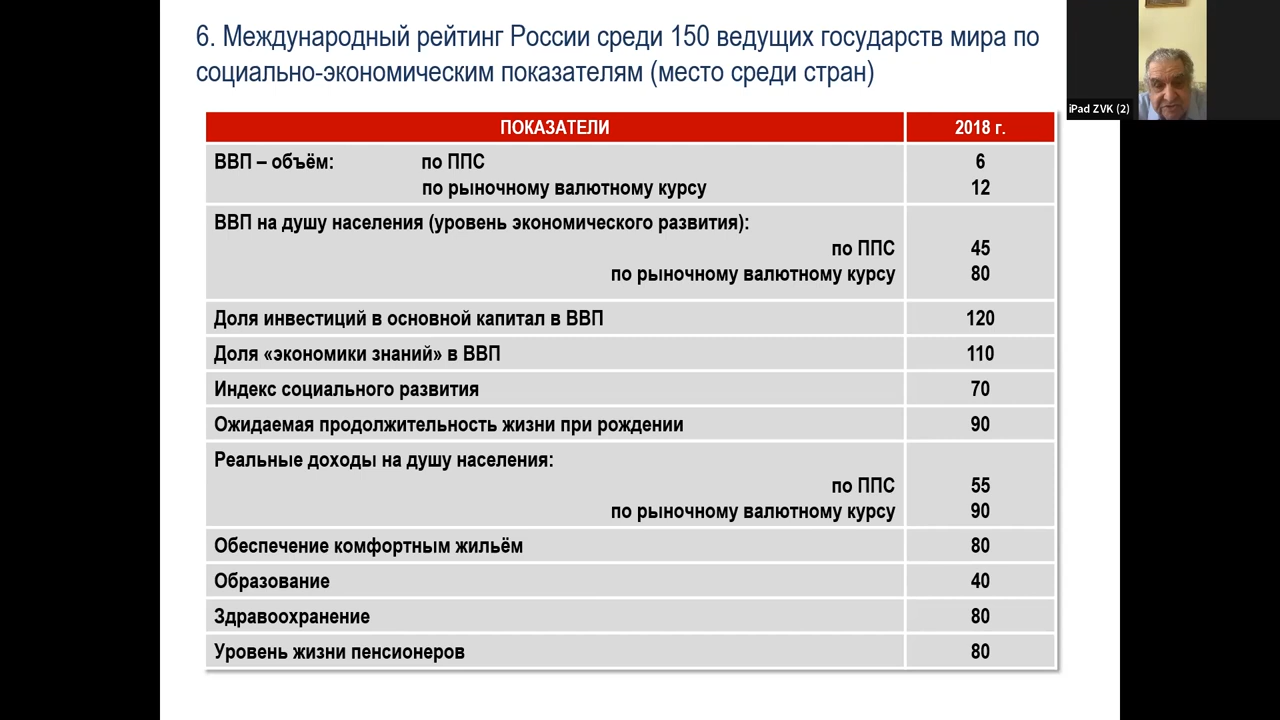 6. Международный рейтинг России среди 150 ведущих государств мира по
социально-экономическим показателям (место среди стран)
iPad ZVK (2)
ПОКАЗАТЕЛИ 2018 г.
ВВП – объём: по ППС 6
по рыночному валютному курсу 12
ВВП на душу населения (уровень экономического развития):
по ППС 45
по рыночному валютному курсу 80
Доля инвестиций в основной капитал в ВВП 120
Доля «экономики знаний» в ВВП 110
Индекс социального развития 70
Ожидаемая продолжительность жизни при рождении 90
Реальные доходы на душу населения:
по ППС 55
по рыночному валютному курсу 90
Обеспечение комфортным жильём 80
Образование 40
Здравоохранение 80
Уровень жизни пенсионеров 80